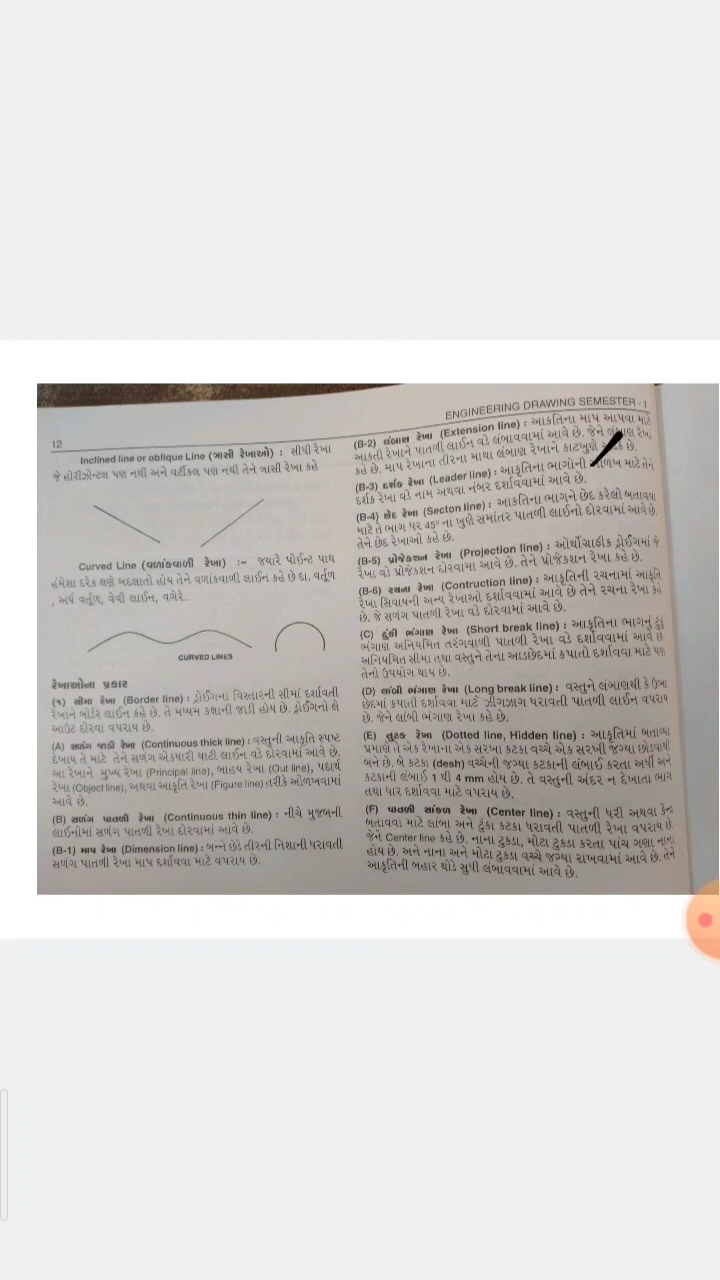 ENGINEERING DRAWING SEMESTER - 1
12
Inclined line or oblique Line (ત્રાસી રેખાઓ) : સીધી રેખા
જે હોરીઝોન્ટલ પણ નથી અને વર્ટીકલ પણ નથી તેને ત્રાસી રેખા કહે
Curved Line (વળાંકવાળી રેખા) :– જ્યારે પોઈન્ટ પાથ
હંમેશા દરેક ક્ષણે બદલાતો હોય તેને વળાંકવાળી લાઈન કહે છે દા. વર્તૂળ
, અર્ધ વર્તૂળ, વેવી લાઈન, વગેરે.
CURVED LINES
રેખાઓના પ્રકાર
(૧) સીમા રેખા (Border line) : ડ્રોઈંગના વિસ્તારની સીમાં દર્શાવતી
રેખાને બોર્ડર લાઈન કહે છે. તે મધ્યમ કક્ષાની જાડી હોય છે. ડ્રોઈંગનો લે
આઉટ દોરવા વપરાય છે.
(A) સળંગ જાડી રેખા (Continuous thick line) : વસ્તુની આકૃતિ સ્પષ્ટ
દેખાય તે માટે તેને સળંગ એકધારી ઘાટી લાઈન વડે દોરવામાં આવે છે.
આ રેખાને મુખ્ય રેખા (Principal line), બાહ્ય રેખા (Out line), પદાર્થ
રેખા (Object line), અથવા આકૃતિ રેખા (Figure line) તરીકે ઓળખવામાં
આવે છે.
(B) સળંગ પાતળી રેખા (Continuous thin line) : નીચે મુજબની
લાઈનોમાં સળંગ પાતળી રેખા દોરવામાં આવે છે.
(B-1) માપ રેખા (Dimension line) : બન્ને છેડે તીરની નિશાની ધરાવતી
સળંગ પાતળી રેખા માપ દર્શાવવા માટે વપરાય છે.
(B-2) લંબાણ રેખા (Extension line) : આકૃતિના માપ આપવા માટે
આકતી રેખાને પાતળી લાઈન વડે લંબાવવામાં આવે છે. જેને લંબાણ રેખા
કહે છે. માપ રેખાના તીરના માથા લંબાણ રેખાને કાટખુણે છે.
(B-3) દર્શક રેખા (Leader line) : આકૃતિના ભાગોની માટે તેને
દર્શક રેખા વડે નામ અથવા નંબર દર્શાવવામાં આવે છે.
(B-4) છેદ રેખા (Secton line) : આકતિના ભાગને છેદ કરેલો બતાવવા
માટે તે ભાગ પર 45º ના ખુણે સમાંતર પાતળી લાઈનો દોરવામાં આવે છે.
તેને છેદ રેખાઓ કહે છે.
(B-5) પ્રોજેક્શન રેખા (Projection line) : ઓર્થોગ્રાફીક ડ્રોઈંગમાં જે
રેખા વડે પ્રોજેકશન દોરવામાં આવે છે. તેને પ્રોજેકશન રેખા કહે છે.
(B-6) રચના રેખા (Contruction line) : આકૃતિની રચનામાં આકૃતિ
રેખા સિવાયની અન્ય રેખાઓ દર્શાવવામાં આવે છે તેને રચના રેખા કહે
છે. જે સળંગ પાતળી રેખા વડે દોરવામાં આવે છે.
(C) ટુંકી ભંગાણ રેખા (Short break line) : આકૃતિના ભાગનું ટુંકું
ભંગાણ અનિયમિત તરંગવાળી પાતળી રેખા વડે દર્શાવવામાં આવે છે.
અનિયમિત સીમા તથા વસ્તુને તેના આડછેદમાં કપાતો દર્શાવવા માટે પણ
તેનો ઉપયોગ થાય છે.
(D) લાંબી ભંગાણ રેખા (Long break line) : વસ્તુને લંબાણથી કે ઉભા
છેદમાં કપાતી દર્શાવવા માટે ઝીગઝાગ ધરાવતી પાતળી લાઈન વપરાય
છે. જેને લાંબી ભંગાણ રેખા કહે છે.
(E) તુટક રેખા (Dotted line, Hidden line) : આકૃતિમાં બતાવ્યા
પ્રમાણે તે એક રેખાના એક સરખા કટકા વચ્ચે એક સરખી જગ્યા છોડવાથી
બને છે. બે કટકા (desh) વચ્ચેની જગ્યા કટકાની લંબાઈ કરતા અર્ધી અને
કટકાની લંબાઈ 1 થી 4 mm હોય છે. તે વસ્તુની અંદર ન દેખાતા ભાગ
તથા ધાર દર્શાવવા માટે વપરાય છે.
(F) પાતળી સાંકળ રેખા (Center line) : વસ્તુની ધરી અથવા કેન્દ્ર
બતાવવા માટે લાંબા અને ટુંકા કટકા ધરાવતી પાતળી રેખા વપરાય છે.
જેને Center line કહે છે. નાના ટુકડા, મોટા ટુકડા કરતા પાંચ ગણા નાના
હોય છે. અને નાના અને મોટા ટુકડા વચ્ચે જગ્યા રાખવામાં આવે છે. તેને
આકૃતિની બહાર થોડે સુધી લંબાવવામાં આવે છે.